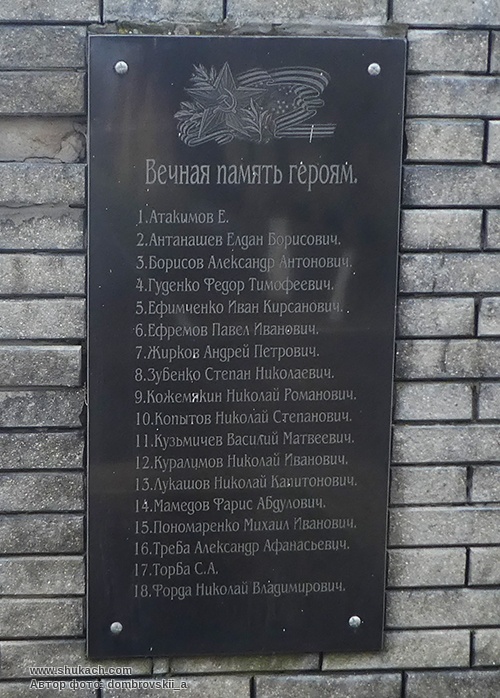 Вечная память героям.
1.Атакимов Е.
2.Антанашев Елдан Борисович.
3.Борисов Александр Антонович.
4.Гуденко Федор Тимофеевич.
5.Ефимченко Иван Кирсанович.
6.Ефремов Павел Иванович.
7.Жирков Андрей Петрович.
8.Зубенко Степан Николаевич.
9.Кожемякин Николай Романович.
10.Копытов Николай Степанович.
11.Кузьмичев Василий Матвеевич.
12.Куралимов Николай Иванович.
13.Лукашов Николай Капитонович.
14.Мамедов Фарис Абдулович.
15.Пономаренко Михаил Иванович.
16.Треба Александр Афанасьевич.
17.Торба С.А.
18.Форда Николай Владимирович.
www.shukach.com
Автор фото: dombrovskii_a